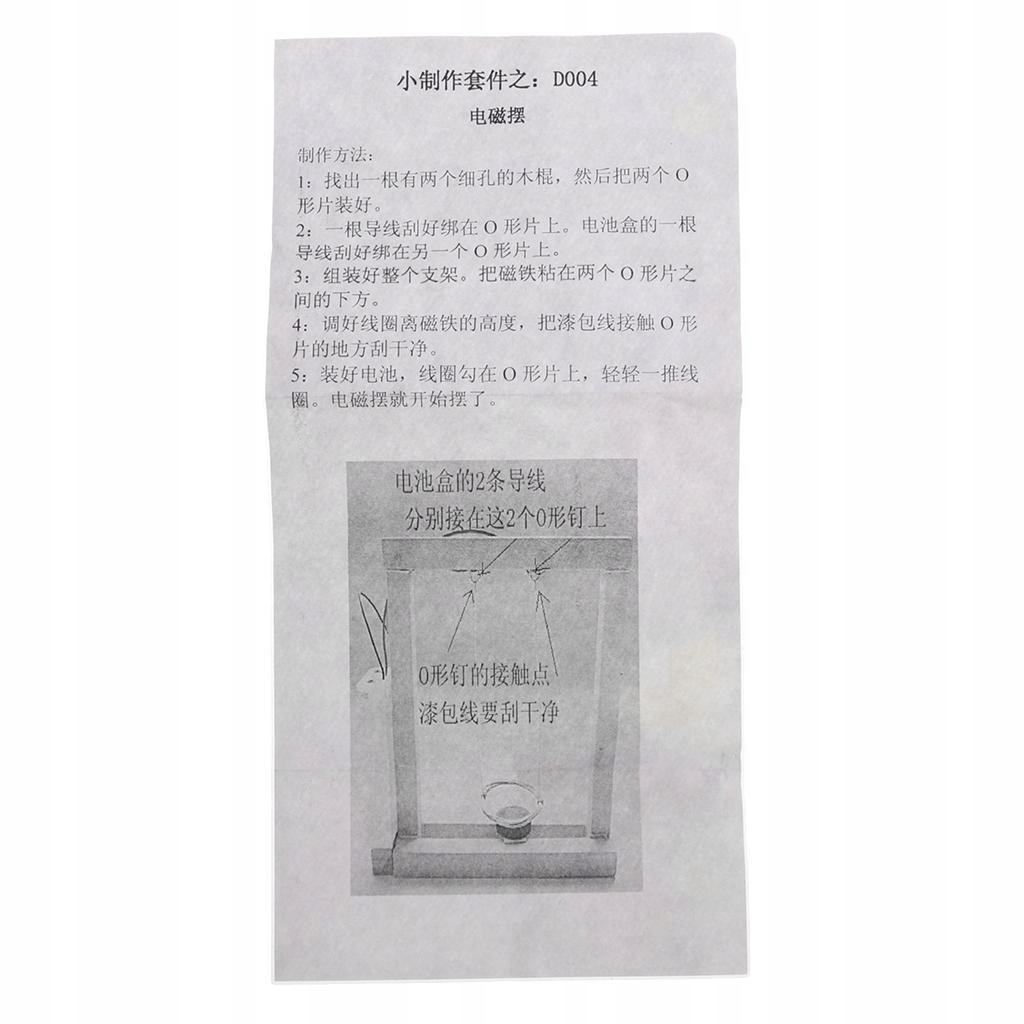 小制作套件之：D004
电磁摆
制作方法：
1：找出一根有两个细孔的木棍，然后把两个 O
形片装好。
2：一根导线刮好绑在 O 形片上。电池盒的一根
导线刮好绑在另一个 O 形片上。
3：组装好整个支架。把磁铁粘在两个 O 形片之
间的下方。
4：调好线圈离磁铁的高度，把漆包线接触 O 形
片的地方刮干净。
5：装好电池，线圈勾在 O 形片上，轻轻一推线
圈。电磁摆就开始摆了。
电池盒的2条导线
分别接在这2个O形钉上
O形钉的接触点
漆包线要刮干净